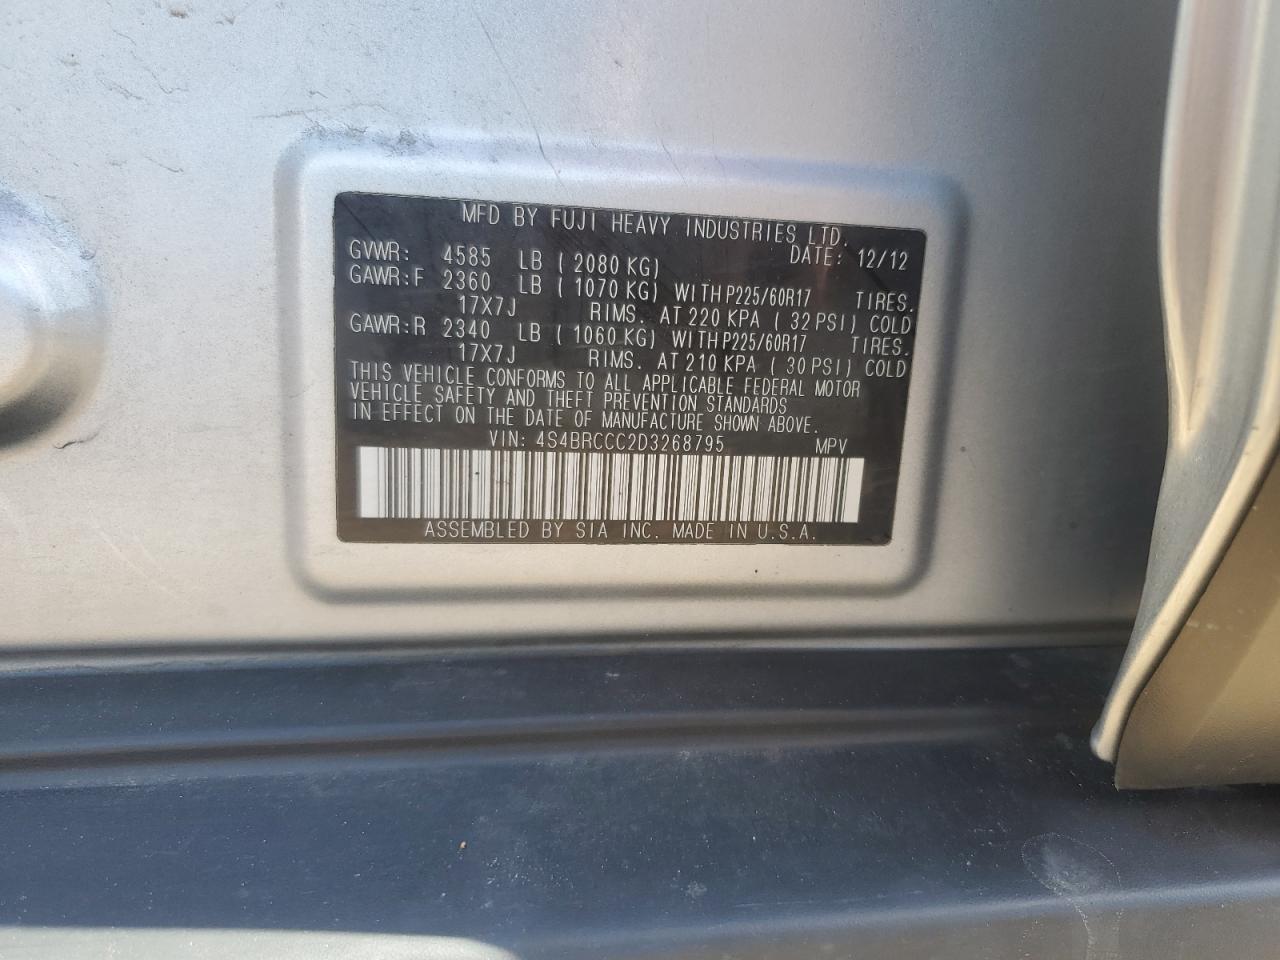 MFD BY FUJI HEAVY INDUSTRIES LTD.
DATE: 12/12
GVWR: 4585 LB ( 2080 KG)
GAWR:F 2360 LB ( 1070 KG) WITH P225/60R17 TIRES.
17X7J RIMS. AT 220 KPA ( 32 PSI) COLD
GAWR:R 2340 LB ( 1060 KG) WITH P225/60R17 TIRES.
17X7J RIMS. AT 210 KPA ( 30 PSI) COLD
THIS VEHICLE CONFORMS TO ALL APPLICABLE FEDERAL MOTOR
VEHICLE SAFETY AND THEFT PREVENTION STANDARDS
IN EFFECT ON THE DATE OF MANUFACTURE SHOWN ABOVE.
VIN: 4S4BRCCC2D3268795 MPV
ASSEMBLED BY SIA INC. MADE IN U.S.A.